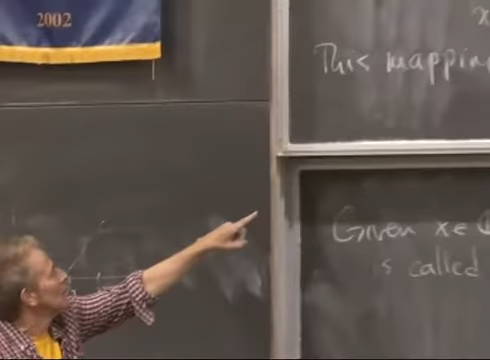 2002
x
This mapping
Given x ∈ C
is called